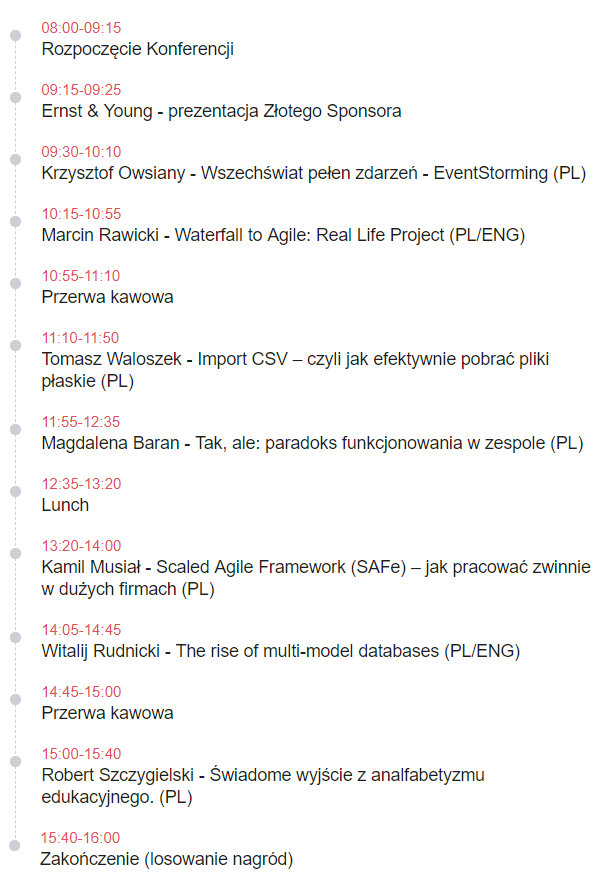 08:00-09:15
Rozpoczęcie Konferencji
09:15-09:25
Ernst & Young - prezentacja Złotego Sponsora
09:30-10:10
Krzysztof Owsiany - Wszechświat pełen zdarzeń - EventStorming (PL)
10:15-10:55
Marcin Rawicki - Waterfall to Agile: Real Life Project (PL/ENG)
10:55-11:10
Przerwa kawowa
11:10-11:50
Tomasz Waloszek - Import CSV – czyli jak efektywnie pobrać pliki
płaskie (PL)
11:55-12:35
Magdalena Baran - Tak, ale: paradoks funkcjonowania w zespole (PL)
12:35-13:20
Lunch
13:20-14:00
Kamil Musiał - Scaled Agile Framework (SAFe) – jak pracować zwinnie
w dużych firmach (PL)
14:05-14:45
Witalij Rudnicki - The rise of multi-model databases (PL/ENG)
14:45-15:00
Przerwa kawowa
15:00-15:40
Robert Szczygielski - Świadome wyjście z analfabetyzmu
edukacyjnego. (PL)
15:40-16:00
Zakończenie (losowanie nagród)